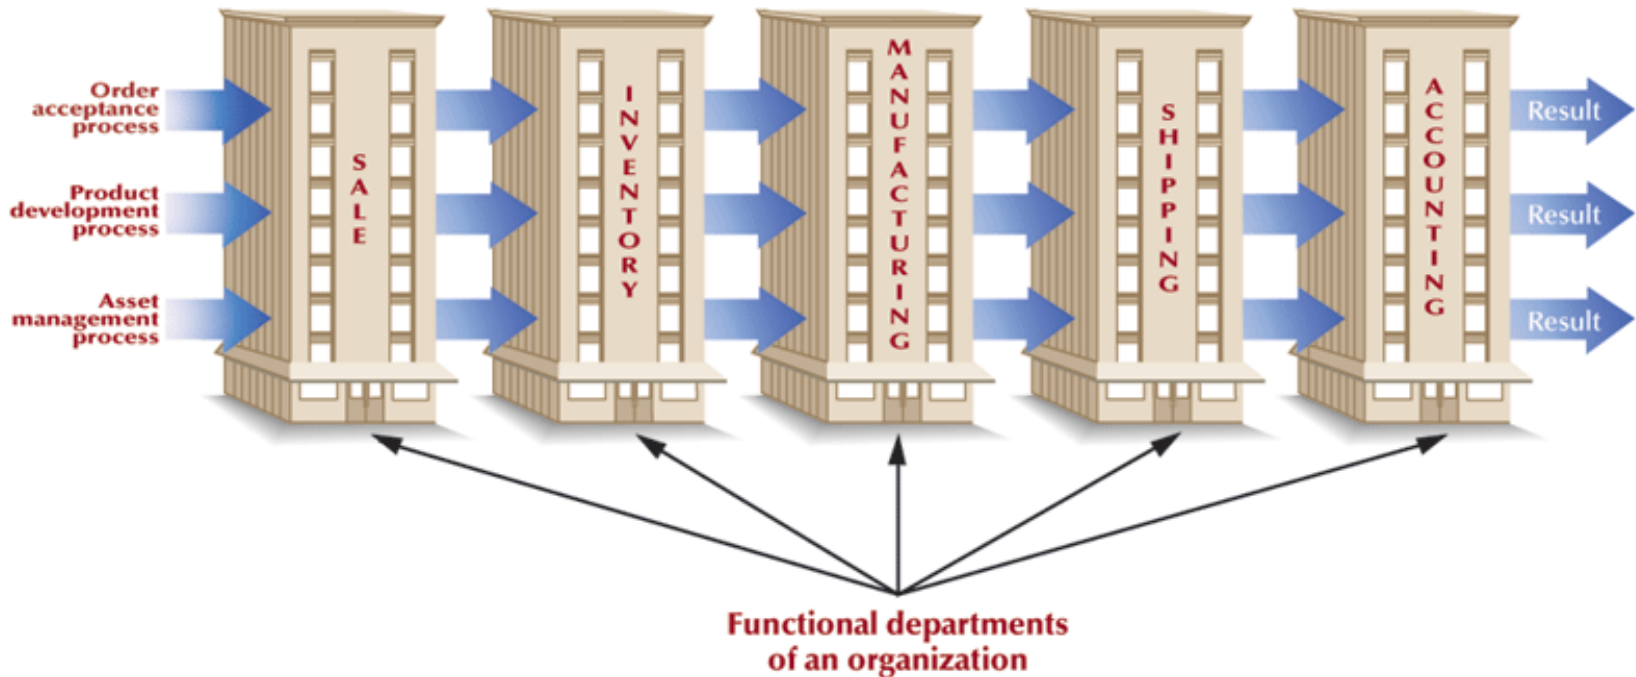 Order
acceptance
process
Product
development
process
Asset
management
process
SALE
INVENTORY
MANUFACTURING
SHIPPING
ACCOUNTING
Result
Result
Result
Functional departments
of an organization